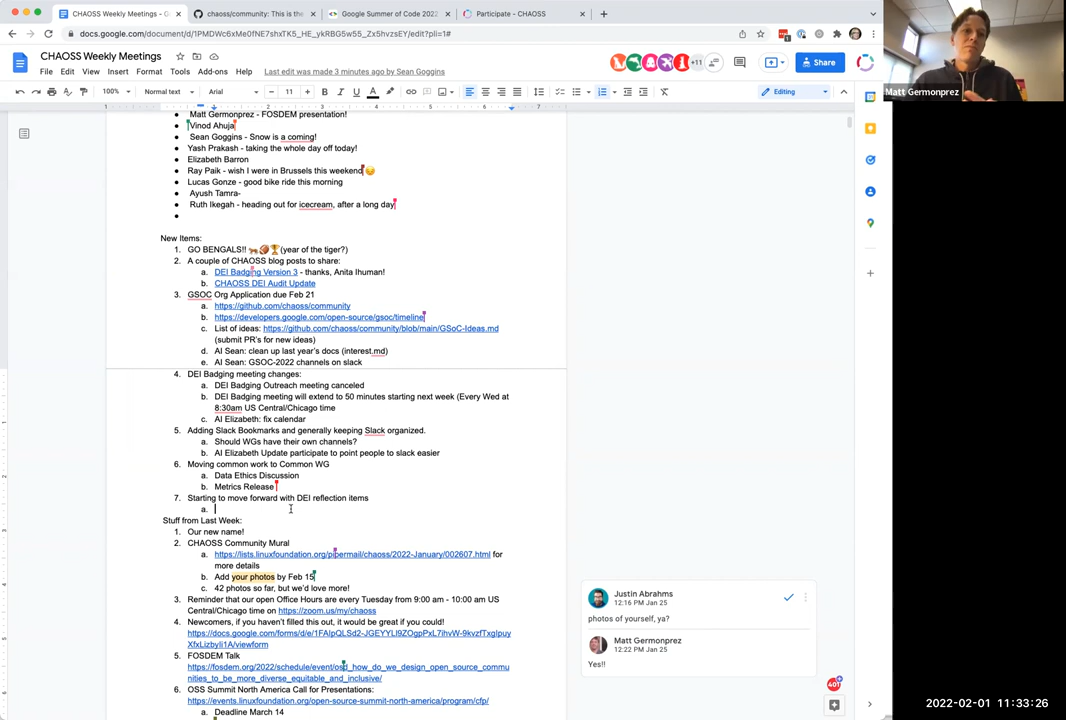 CHAOSS Weekly Meetings -
chaoss/community: This is the
Google Summer of Code 2022
Participate - CHAOSS
docs.google.com/document/d/1PMDWc6xMe0fNE7shxTK5_HE_ykRBG5w55_Zx5hvzsEY/edit?pli=1#
CHAOSS Weekly Meetings
File Edit View Insert Format Tools Add-ons Help Last edit was made 3 minutes ago by Sean Goggins
+11
Share
100% Normal text Arial 11 B I U A Editing
Matt Germonprez
Matt Germonprez - FOSDEM presentation!
Vinod Ahuja
Sean Goggins - Snow is a coming!
Yash Prakash - taking the whole day off today!
Elizabeth Barron
Ray Paik - wish I were in Brussels this weekend 😔
Lucas Gonze - good bike ride this morning
Ayush Tamra-
Ruth Ikegah - heading out for icecream, after a long day
New Items:
1. GO BENGALS!! 🐅🏈🏆(year of the tiger?)
2. A couple of CHAOSS blog posts to share:
a. DEI Badging Version 3 - thanks, Anita Ihuman!
b. CHAOSS DEI Audit Update
3. GSOC Org Application due Feb 21
a. https://github.com/chaoss/community
b. https://developers.google.com/open-source/gsoc/timeline
c. List of ideas: https://github.com/chaoss/community/blob/main/GSoC-Ideas.md
(submit PR's for new ideas)
d. AI Sean: clean up last year's docs (interest.md)
e. AI Sean: GSOC-2022 channels on slack
4. DEI Badging meeting changes:
a. DEI Badging Outreach meeting canceled
b. DEI Badging meeting will extend to 50 minutes starting next week (Every Wed at
8:30am US Central/Chicago time
c. AI Elizabeth: fix calendar
5. Adding Slack Bookmarks and generally keeping Slack organized.
a. Should WGs have their own channels?
b. AI Elizabeth Update participate to point people to slack easier
6. Moving common work to Common WG
a. Data Ethics Discussion
b. Metrics Release
7. Starting to move forward with DEI reflection items
a.
Stuff from Last Week:
1. Our new name!
2. CHAOSS Community Mural
a. https://lists.linuxfoundation.org/pipermail/chaoss/2022-January/002607.html for
more details
b. Add your photos by Feb 15
c. 42 photos so far, but we'd love more!
3. Reminder that our open Office Hours are every Tuesday from 9:00 am - 10:00 am US
Central/Chicago time on https://zoom.us/my/chaoss
4. Newcomers, if you haven't filled this out, it would be great if you could!
5. FOSDEM Talk
https://fosdem.org/2022/schedule/event/osd_how_do_we_design_open_source_commu
nities_to_be_more_diverse_equitable_and_inclusive/
6. OSS Summit North America Call for Presentations:
https://events.linuxfoundation.org/open-source-summit-north-america/program/cfp/
a. Deadline March 14
Justin Abrahms
12:16 PM Jan 25
photos of yourself, ya?
Matt Germonprez
12:22 PM Jan 25
Yes!!
401
2022-02-01 11:33:26